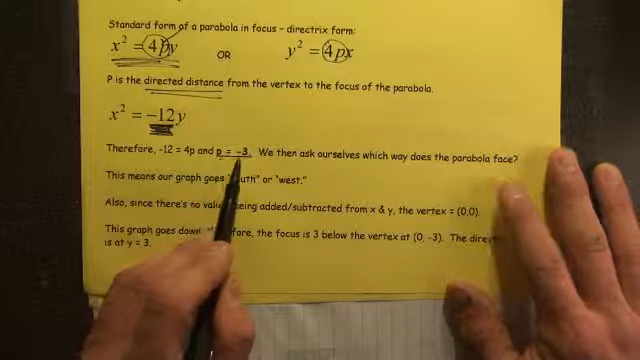 Standard form of a parabola in focus – directrix form:
x² = 4py OR y² = 4px
P is the directed distance from the vertex to the focus of the parabola.
x² = −12y
Therefore, -12 = 4p and p = -3. We then ask ourselves which way does the parabola face?
This means our graph goes or "west."
Also, since there's no being added/subtracted from x & y, the vertex = (0,0).
This graph goes the focus is 3 below the vertex at (0, -3). The
is at y = 3.